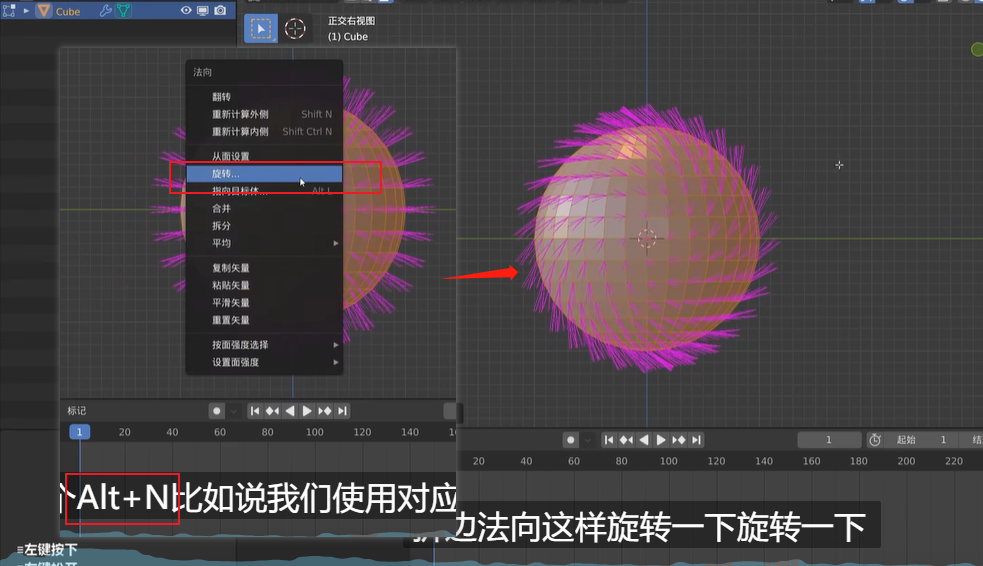 Cube
正交右视图
(1) Cube
法向
翻转
重新计算外侧 Shift N
重新计算内侧 Shift Ctrl N
从面设置
旋转...
指向目标体... Alt L
合并
拆分
平均
复制矢量
粘贴矢量
平滑矢量
重置矢量
按面强度选择
设置面强度
标记
1 20 40 60 80 100 120 140
1 起始 1
20 40 60 80 100 120 140 160 180 200 220
个Alt+N比如说我们使用对应
边法向这样旋转一下旋转一下
≡左键按下
左键松开